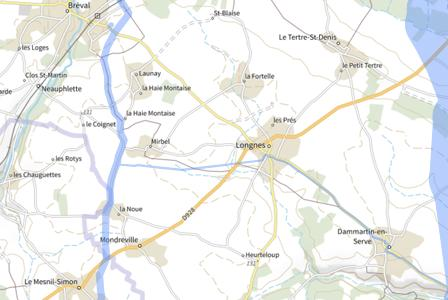 Bréval
St-Blaise
les Loges
Le Tertre-St-Denis
le Petit Tertre
Clos St-Martin
Neauphlette
Launay
la Haie Montaise
la Fortelle
131
la Haie Montaise
le Coignet
les Prés
Mirbel
Longnes
les Rotys
les Chauguettes
la Noue
D928
Mondreville
Dammartin-en-
Serve
Heurteloup
132
Le Mesnil-Simon